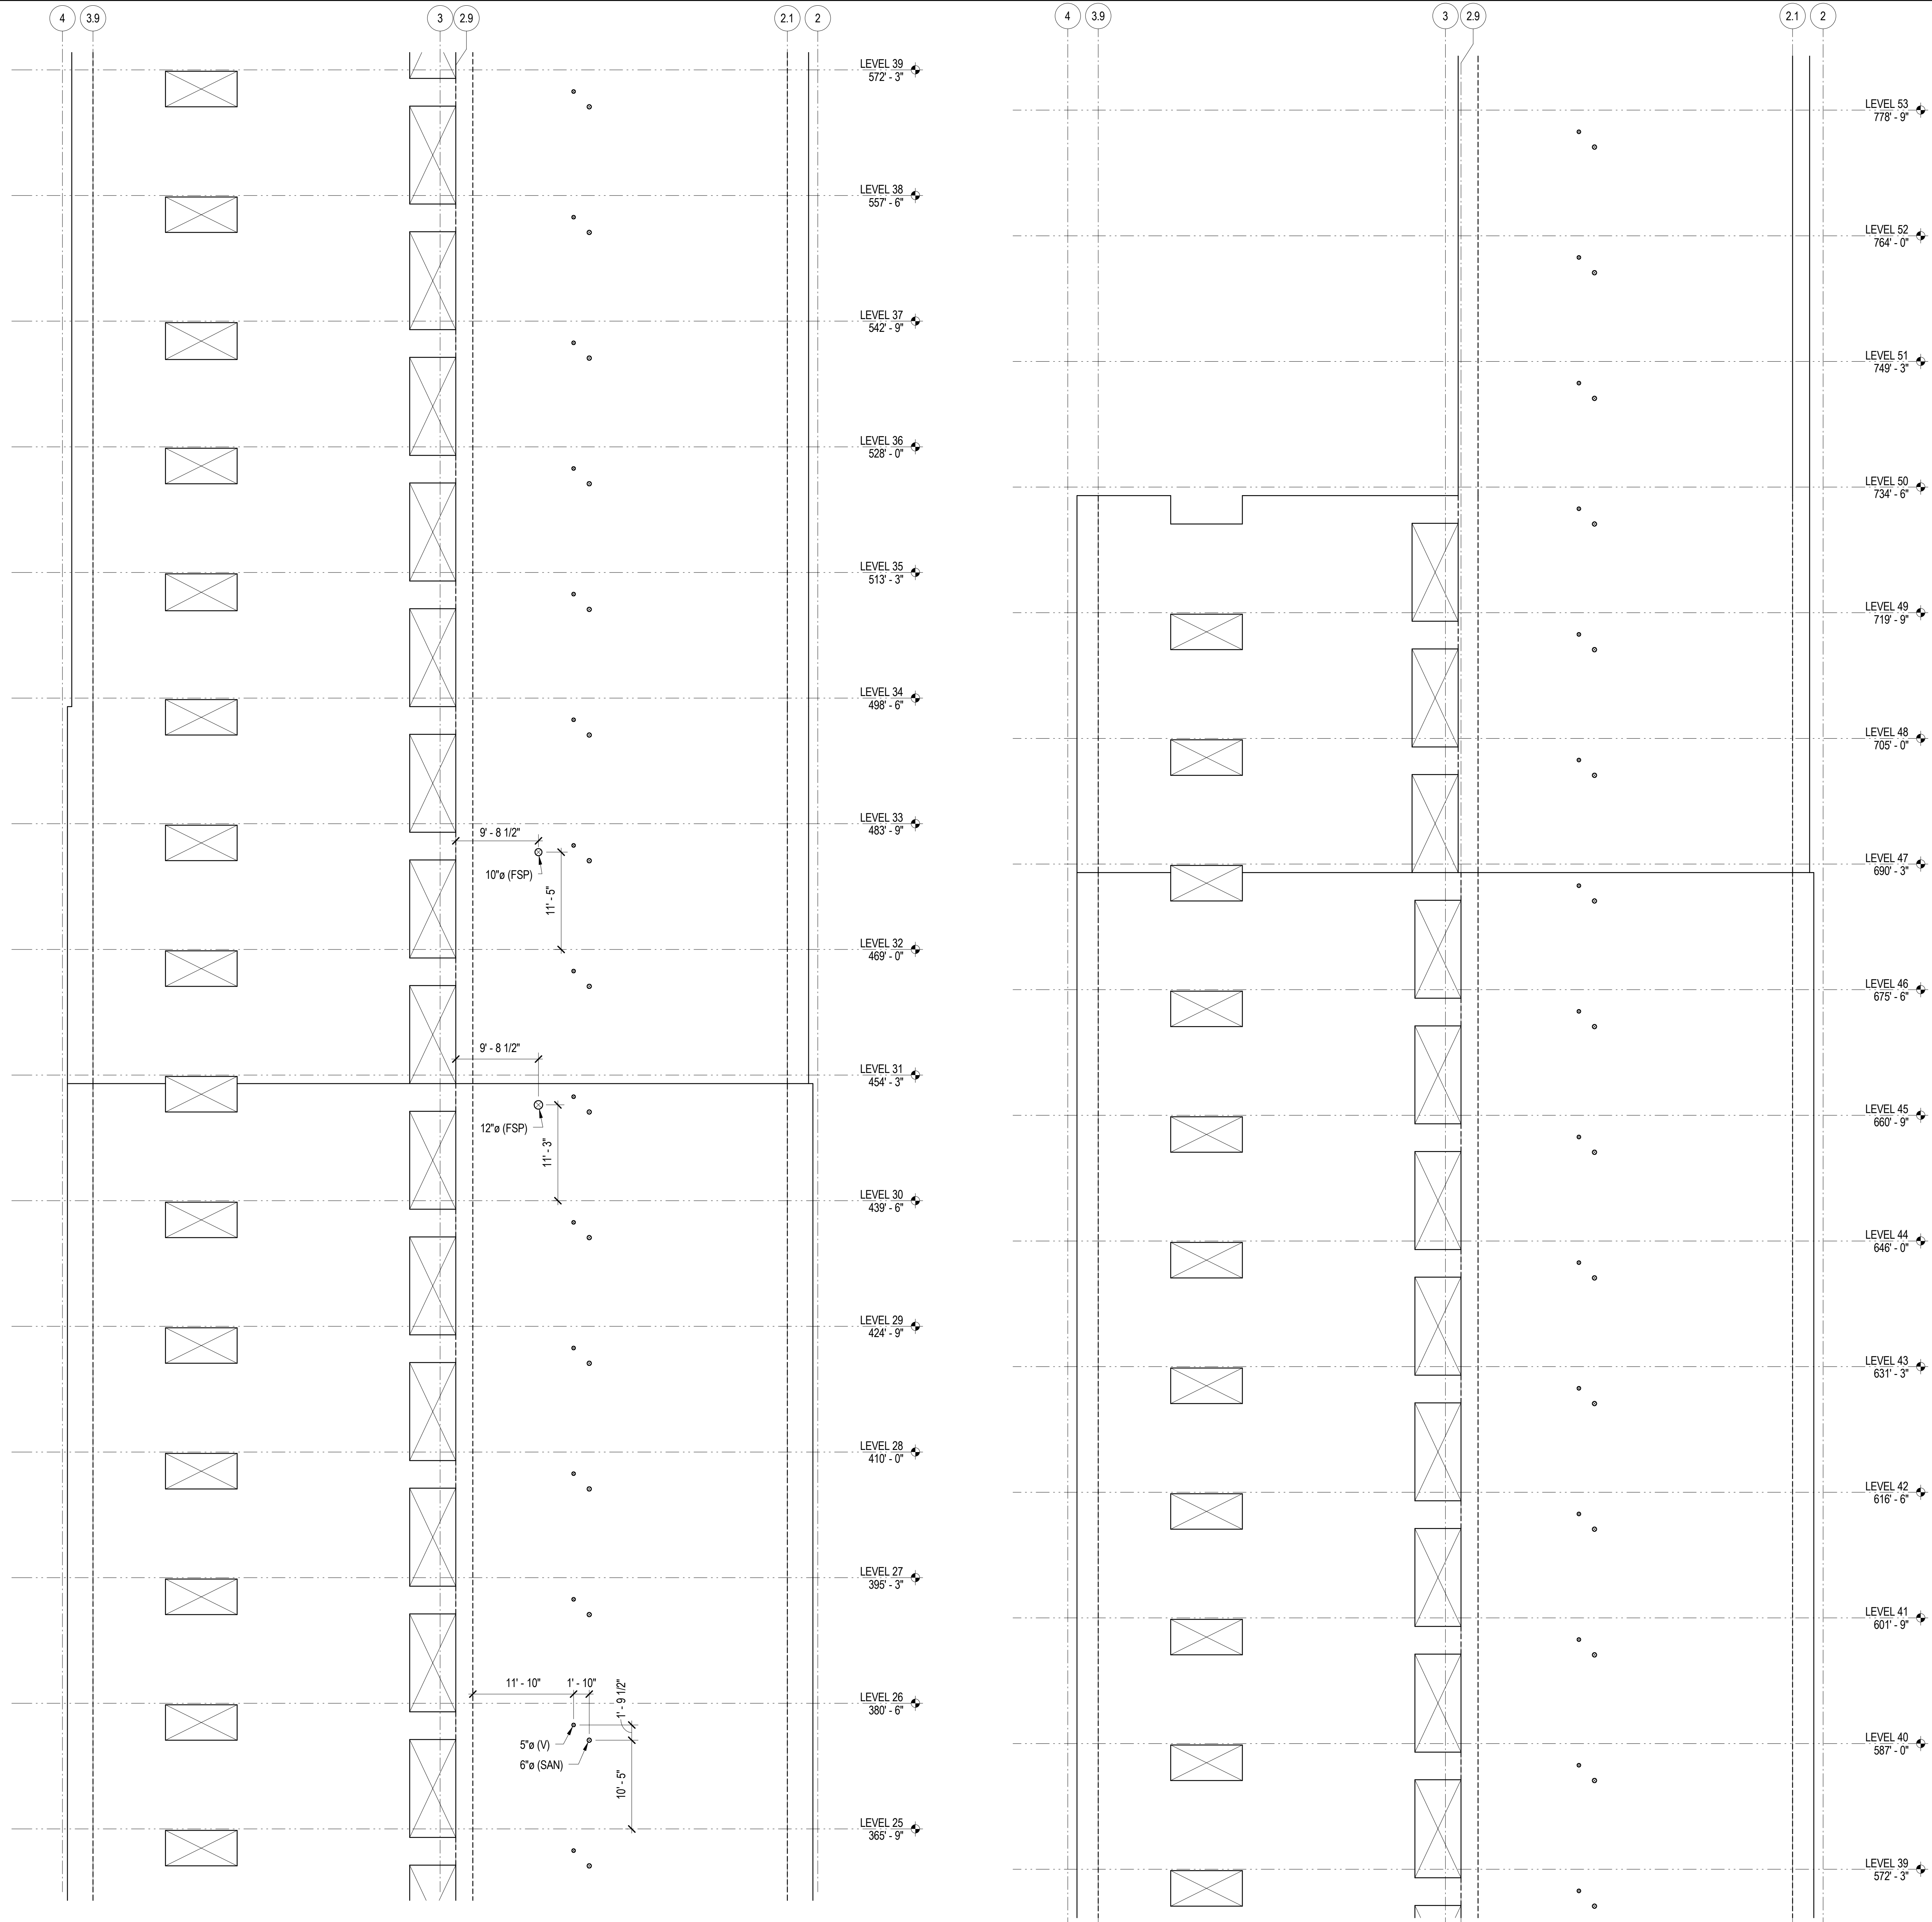 4 3.9 3 2.9 2.1 2
LEVEL 39
572' - 3"
LEVEL 38
557' - 6"
LEVEL 37
542' - 9"
LEVEL 36
528' - 0"
LEVEL 35
513' - 3"
LEVEL 34
498' - 6"
LEVEL 33
483' - 9"
9' - 8 1/2"
10"ø (FSP)
11' - 5"
LEVEL 32
469' - 0"
9' - 8 1/2"
LEVEL 31
454' - 3"
12"ø (FSP)
11' - 3"
LEVEL 30
439' - 6"
LEVEL 29
424' - 9"
LEVEL 28
410' - 0"
LEVEL 27
395' - 3"
11' - 10" 1' - 10"
1' - 9 1/2"
LEVEL 26
380' - 6"
5"ø (V)
6"ø (SAN)
10' - 5"
LEVEL 25
365' - 9"
4 3.9 3 2.9 2.1 2
LEVEL 53
778' - 9"
LEVEL 52
764' - 0"
LEVEL 51
749' - 3"
LEVEL 50
734' - 6"
LEVEL 49
719' - 9"
LEVEL 48
705' - 0"
LEVEL 47
690' - 3"
LEVEL 46
675' - 6"
LEVEL 45
660' - 9"
LEVEL 44
646' - 0"
LEVEL 43
631' - 3"
LEVEL 42
616' - 6"
LEVEL 41
601' - 9"
LEVEL 40
587' - 0"
LEVEL 39
572' - 3"